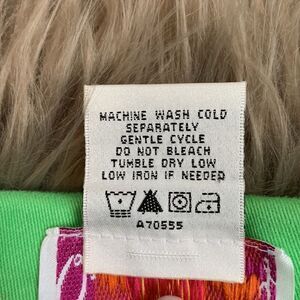 MACHINE WASH COLD
SEPARATELY
GENTLE CYCLE
DO NOT BLEACH
TUMBLE DRY LOW
LOW IRON IF NEEDED
A70555